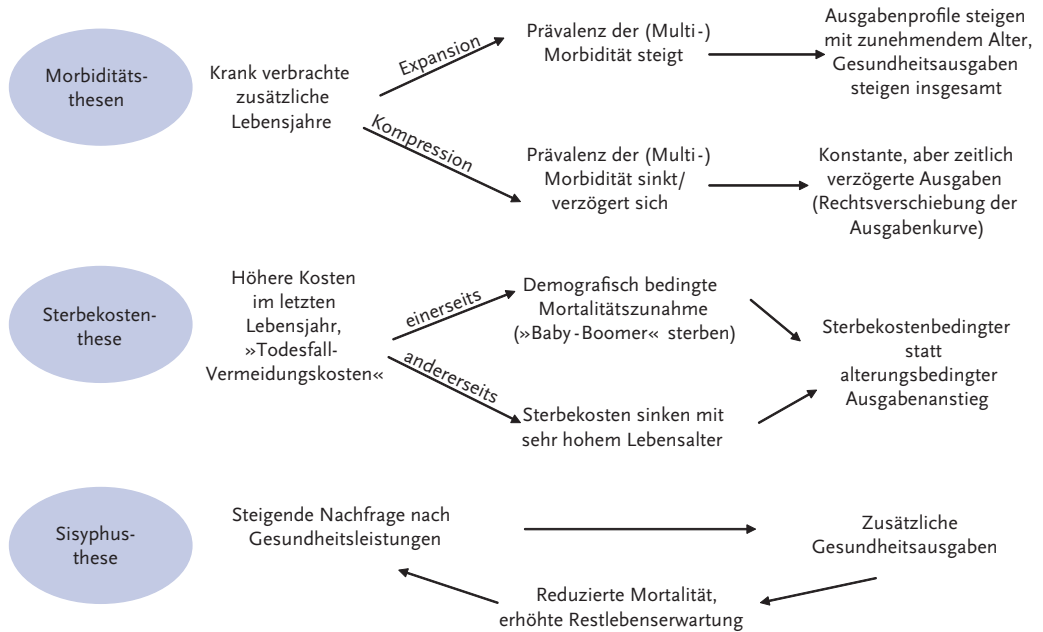 Morbiditäts-
thesen
Krank verbrachte
zusätzliche
Lebensjahre
Expansion
Prävalenz der (Multi-)
Morbidität steigt
Ausgabenprofile steigen
mit zunehmendem Alter,
Gesundheitsausgaben
steigen insgesamt
Kompression
Prävalenz der (Multi-)
Morbidität sinkt/
verzögert sich
Konstante, aber zeitlich
verzögerte Ausgaben
(Rechtsverschiebung der
Ausgabenkurve)
Sterbekosten-
these
Höhere Kosten
im letzten
Lebensjahr,
»Todesfall-
Vermeidungskosten«
einerseits
Demografisch bedingte
Mortalitätszunahme
(»Baby-Boomer« sterben)
andererseits
Sterbekosten sinken mit
sehr hohem Lebensalter
Sterbekostenbedingter
statt
alterungsbedingter
Ausgabenanstieg
Sisyphus-
these
Steigende Nachfrage nach
Gesundheitsleistungen
Zusätzliche
Gesundheitsausgaben
Reduzierte Mortalität,
erhöhte Restlebenserwartung